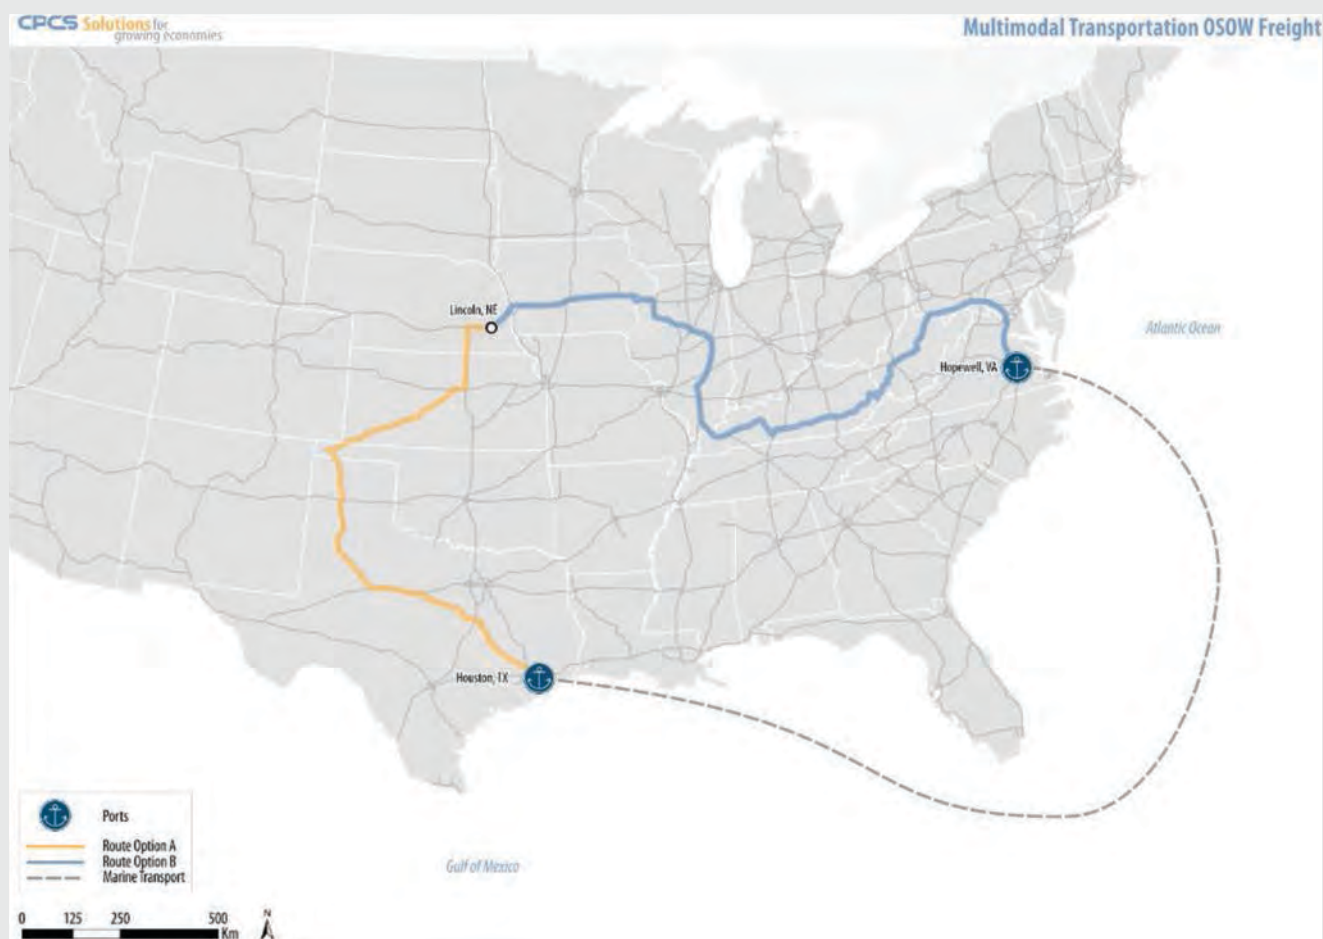 CPCS Solutions for
growing economies
Multimodal Transportation OSOW Freight
Lincoln, NE
Atlantic Ocean
Hopewell, VA
Houston, TX
Ports
Route Option A
Route Option B
Marine Transport
Gulf of Mexico
0 125 250 500
Km
N